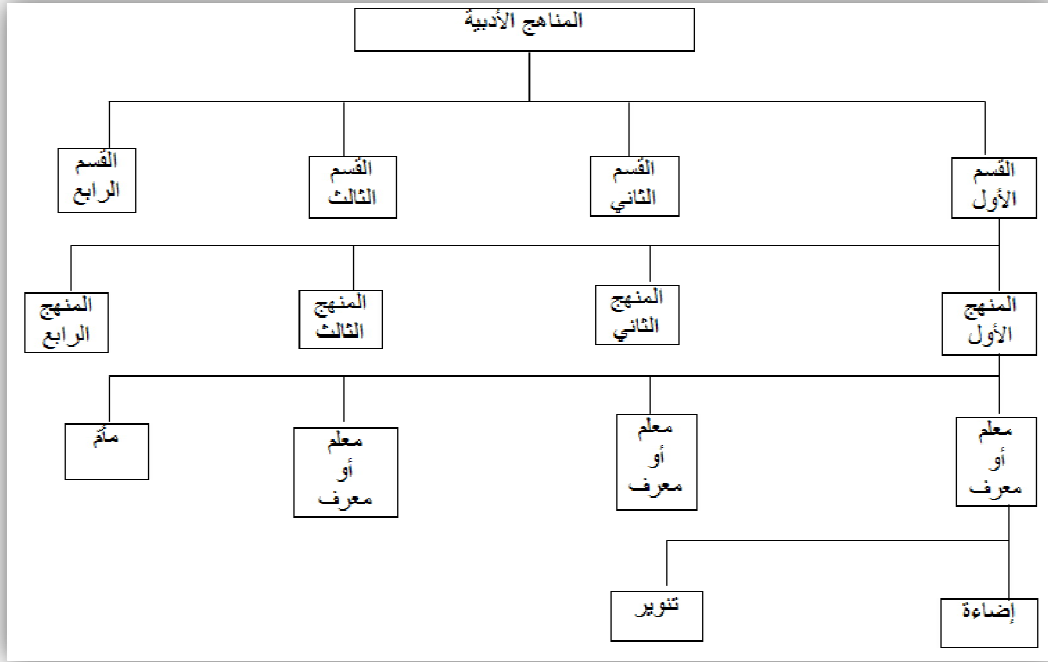 المناهج الأدبية
القسم
الأول
القسم
الثاني
القسم
الثالث
القسم
الرابع
المنهج
الأول
المنهج
الثاني
المنهج
الثالث
المنهج
الرابع
معلم
أو
معرف
معلم
أو
معرف
معلم
أو
معرف
مأم
إضاءة
تنوير